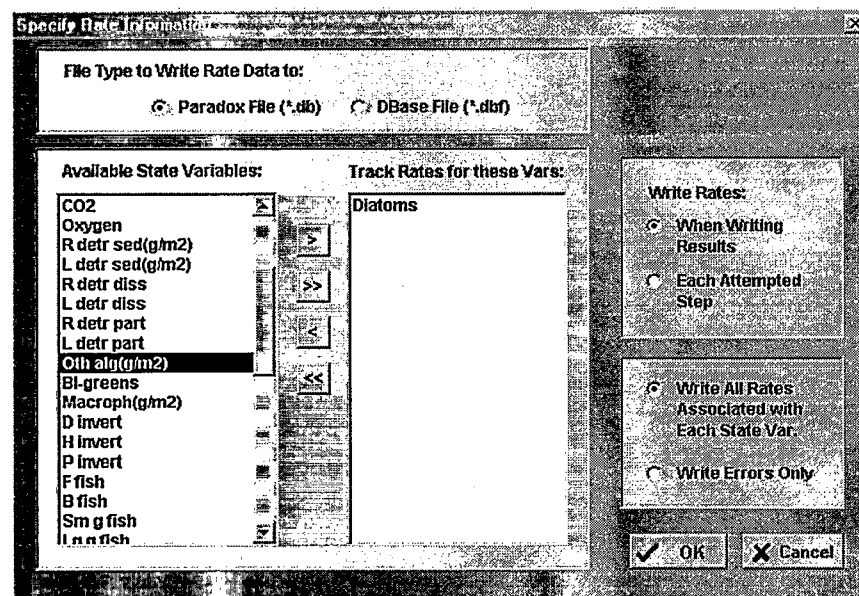 Specify Rate Information
File Type to Write Rate Data to:
Paradox File (*.db) DBase File (*.dbf)
Available State Variables:
CO2
Oxygen
R detr sed(g/m2)
L detr sed(g/m2)
R detr diss
L detr diss
R detr part
L detr part
Oth alg(g/m2)
Bl-greens
Macroph(g/m2)
D invert
H invert
P invert
F fish
B fish
Sm g fish
Lg g fish
>
>>
<
<<
Track Rates for these Vars:
Diatoms
Write Rates:
When Writing
Results
Each Attempted
Step
Write All Rates
Associated with
Each State Var.
Write Errors Only
OK
Cancel